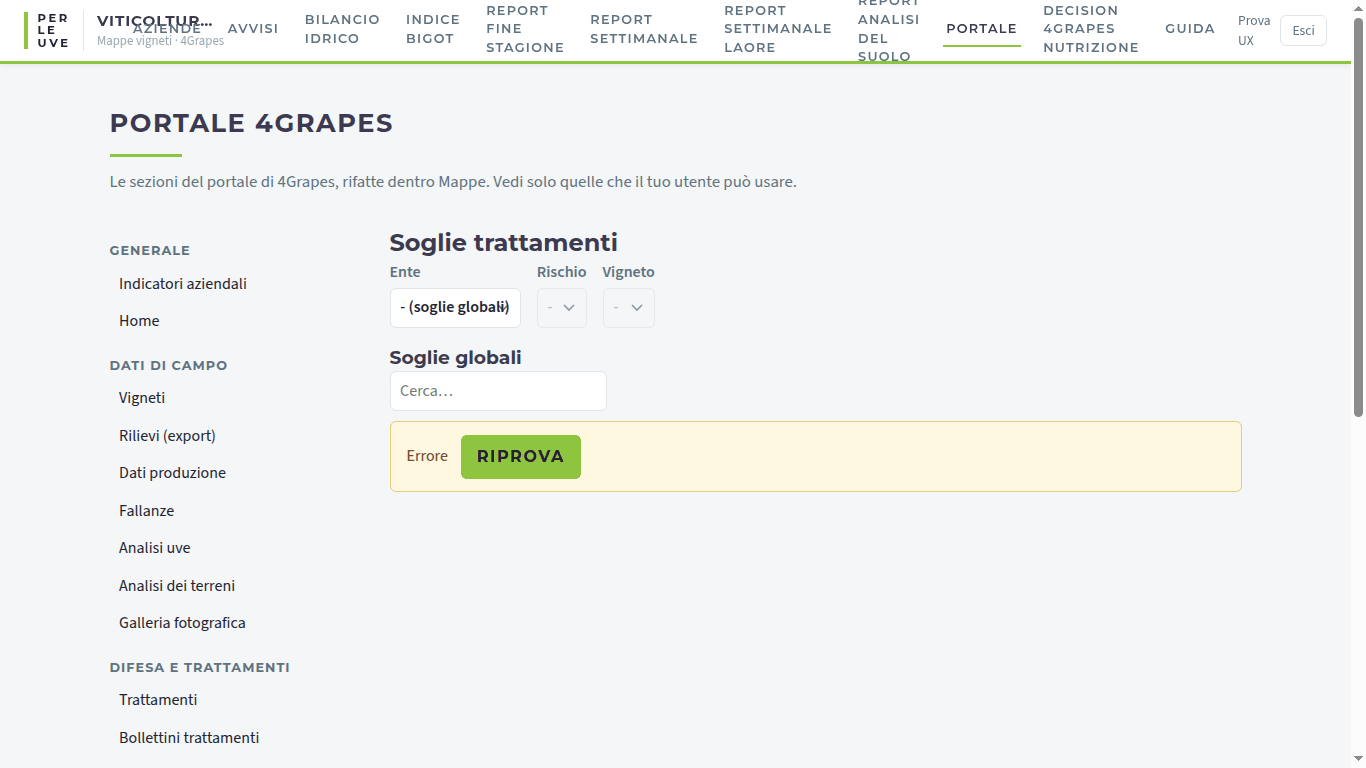 PER
LE
UVE
VITICOLTUR...
Mappe vigneti · 4Grapes
AZIENDE
AVVISI
BILANCIO
IDRICO
INDICE
BIGOT
REPORT
FINE
STAGIONE
REPORT
SETTIMANALE
REPORT
SETTIMANALE
LAORE
REPORT
ANALISI
DEL
SUOLO
PORTALE
DECISION
4GRAPES
NUTRIZIONE
GUIDA
Prova
UX
Esci
PORTALE 4GRAPES
Le sezioni del portale di 4Grapes, rifatte dentro Mappe. Vedi solo quelle che il tuo utente può usare.
GENERALE
Indicatori aziendali
Home
DATI DI CAMPO
Vigneti
Rilievi (export)
Dati produzione
Fallanze
Analisi uve
Analisi dei terreni
Galleria fotografica
DIFESA E TRATTAMENTI
Trattamenti
Bollettini trattamenti
Soglie trattamenti
Ente
Rischio
Vigneto
- (soglie globali)
-
-
Soglie globali
Cerca...
Errore
RIPROVA